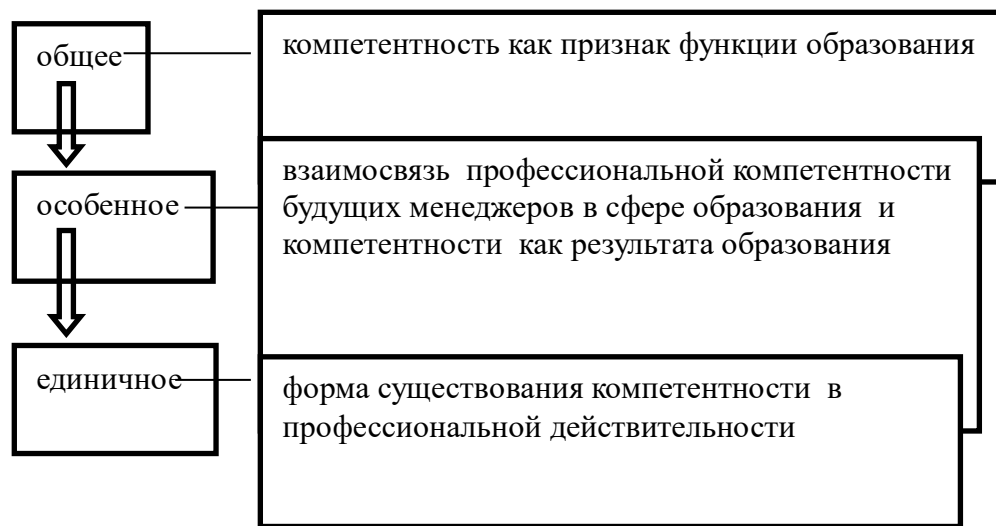 общее
компетентность как признак функции образования
особенное
взаимосвязь профессиональной компетентности
будущих менеджеров в сфере образования и
компетентности как результата образования
единичное
форма существования компетентности в
профессиональной действительности